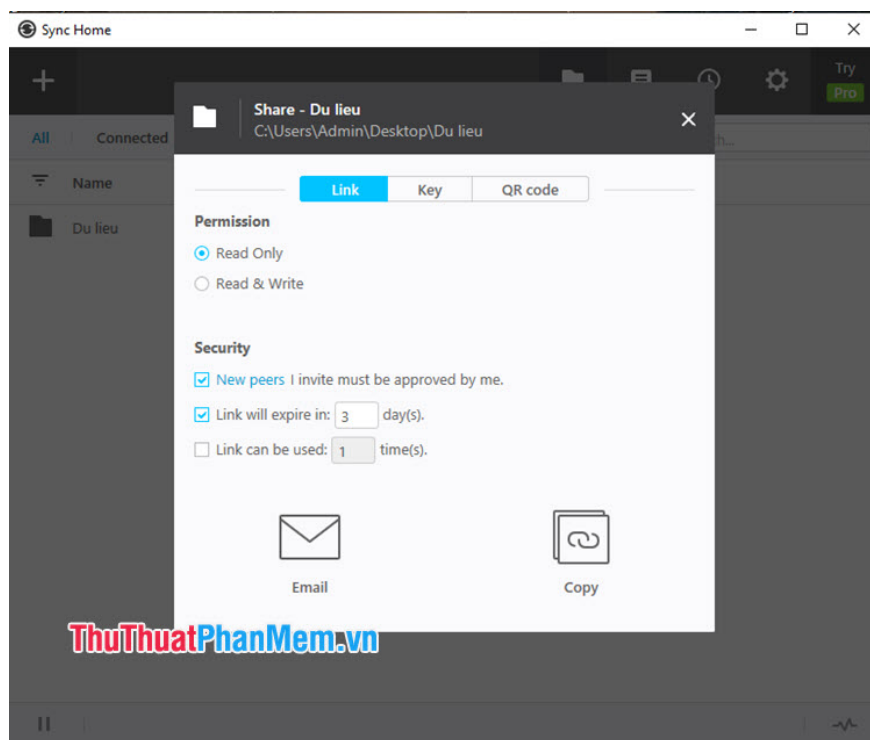 Sync Home
Try
Pro
Share - Du lieu
C:\Users\Admin\Desktop\Du lieu
All Connected
Name
Link Key QR code
Permission
Du lieu
Read Only
Read & Write
Security
New peers I invite must be approved by me.
Link will expire in: 3 day(s).
Link can be used: 1 time(s).
Email Copy
ThuThuatPhanMem.vn